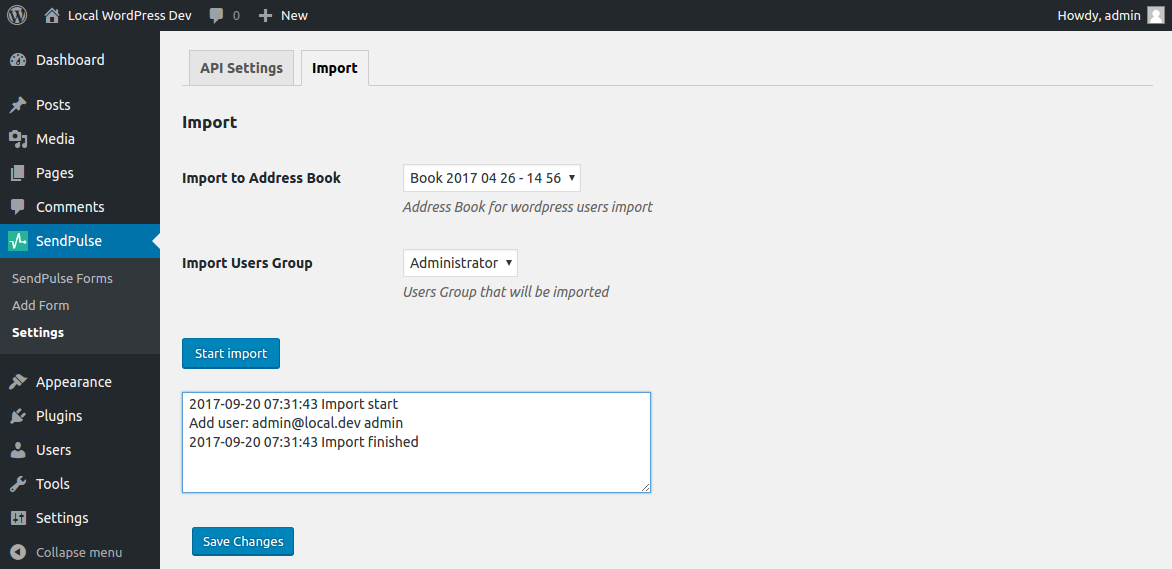 Local WordPress Dev 0 New Howdy, admin
Dashboard
Posts
Media
Pages
Comments
SendPulse
SendPulse Forms
Add Form
Settings
Appearance
Plugins
Users
Tools
Settings
Collapse menu
API Settings Import
Import
Import to Address Book Book 2017 04 26 - 14 56
Address Book for wordpress users import
Import Users Group Administrator
Users Group that will be imported
Start import
2017-09-20 07:31:43 Import start
Add user: admin@local.dev admin
2017-09-20 07:31:43 Import finished
Save Changes